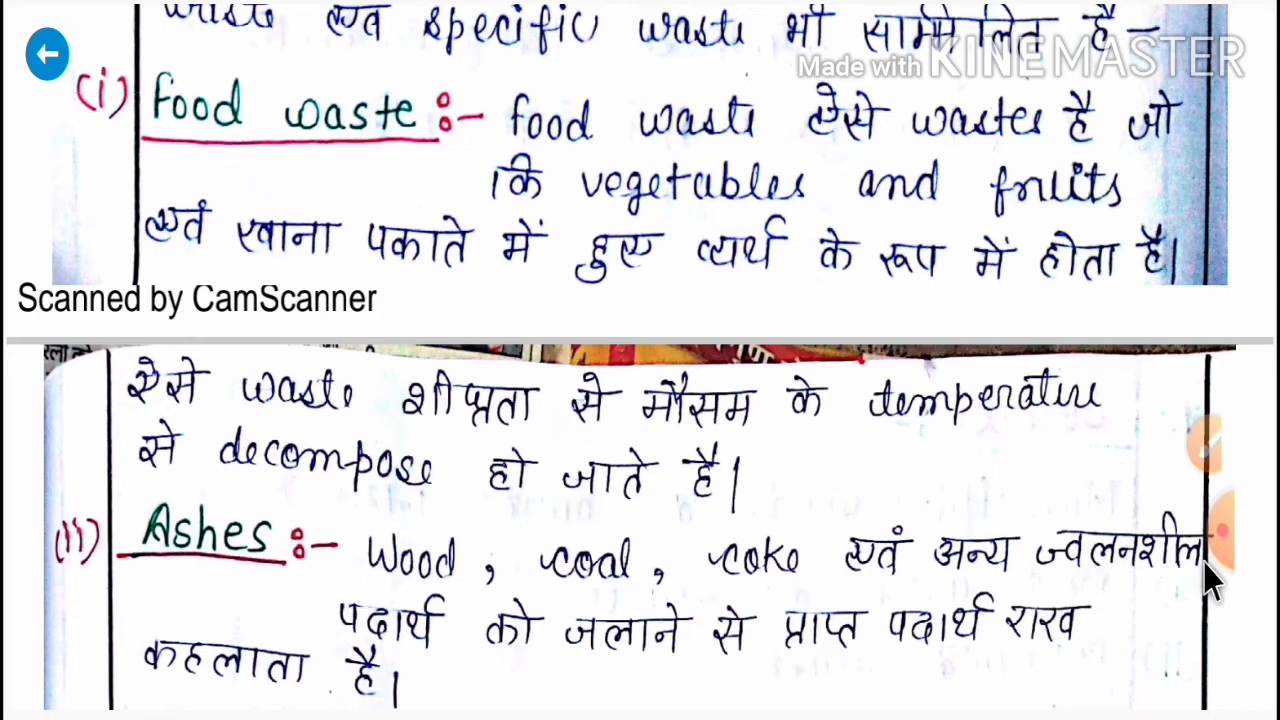 waste एवं specific waste भी सम्मिलित है –
Made with KINEMASTER
(i) Food waste :- food waste ऐसे wastes है जो
कि vegetables and fruits
एवं खाना पकाते में हुए व्यर्थ के रूप में होता है।
Scanned by CamScanner
ऐसे waste शीघ्रता से मौसम के temperature
से decompose हो जाते है।
(ii) Ashes :- Wood, coal, coke एवं अन्य ज्वलनशील
पदार्थ को जलाने से प्राप्त पदार्थ राख
कहलाता है।